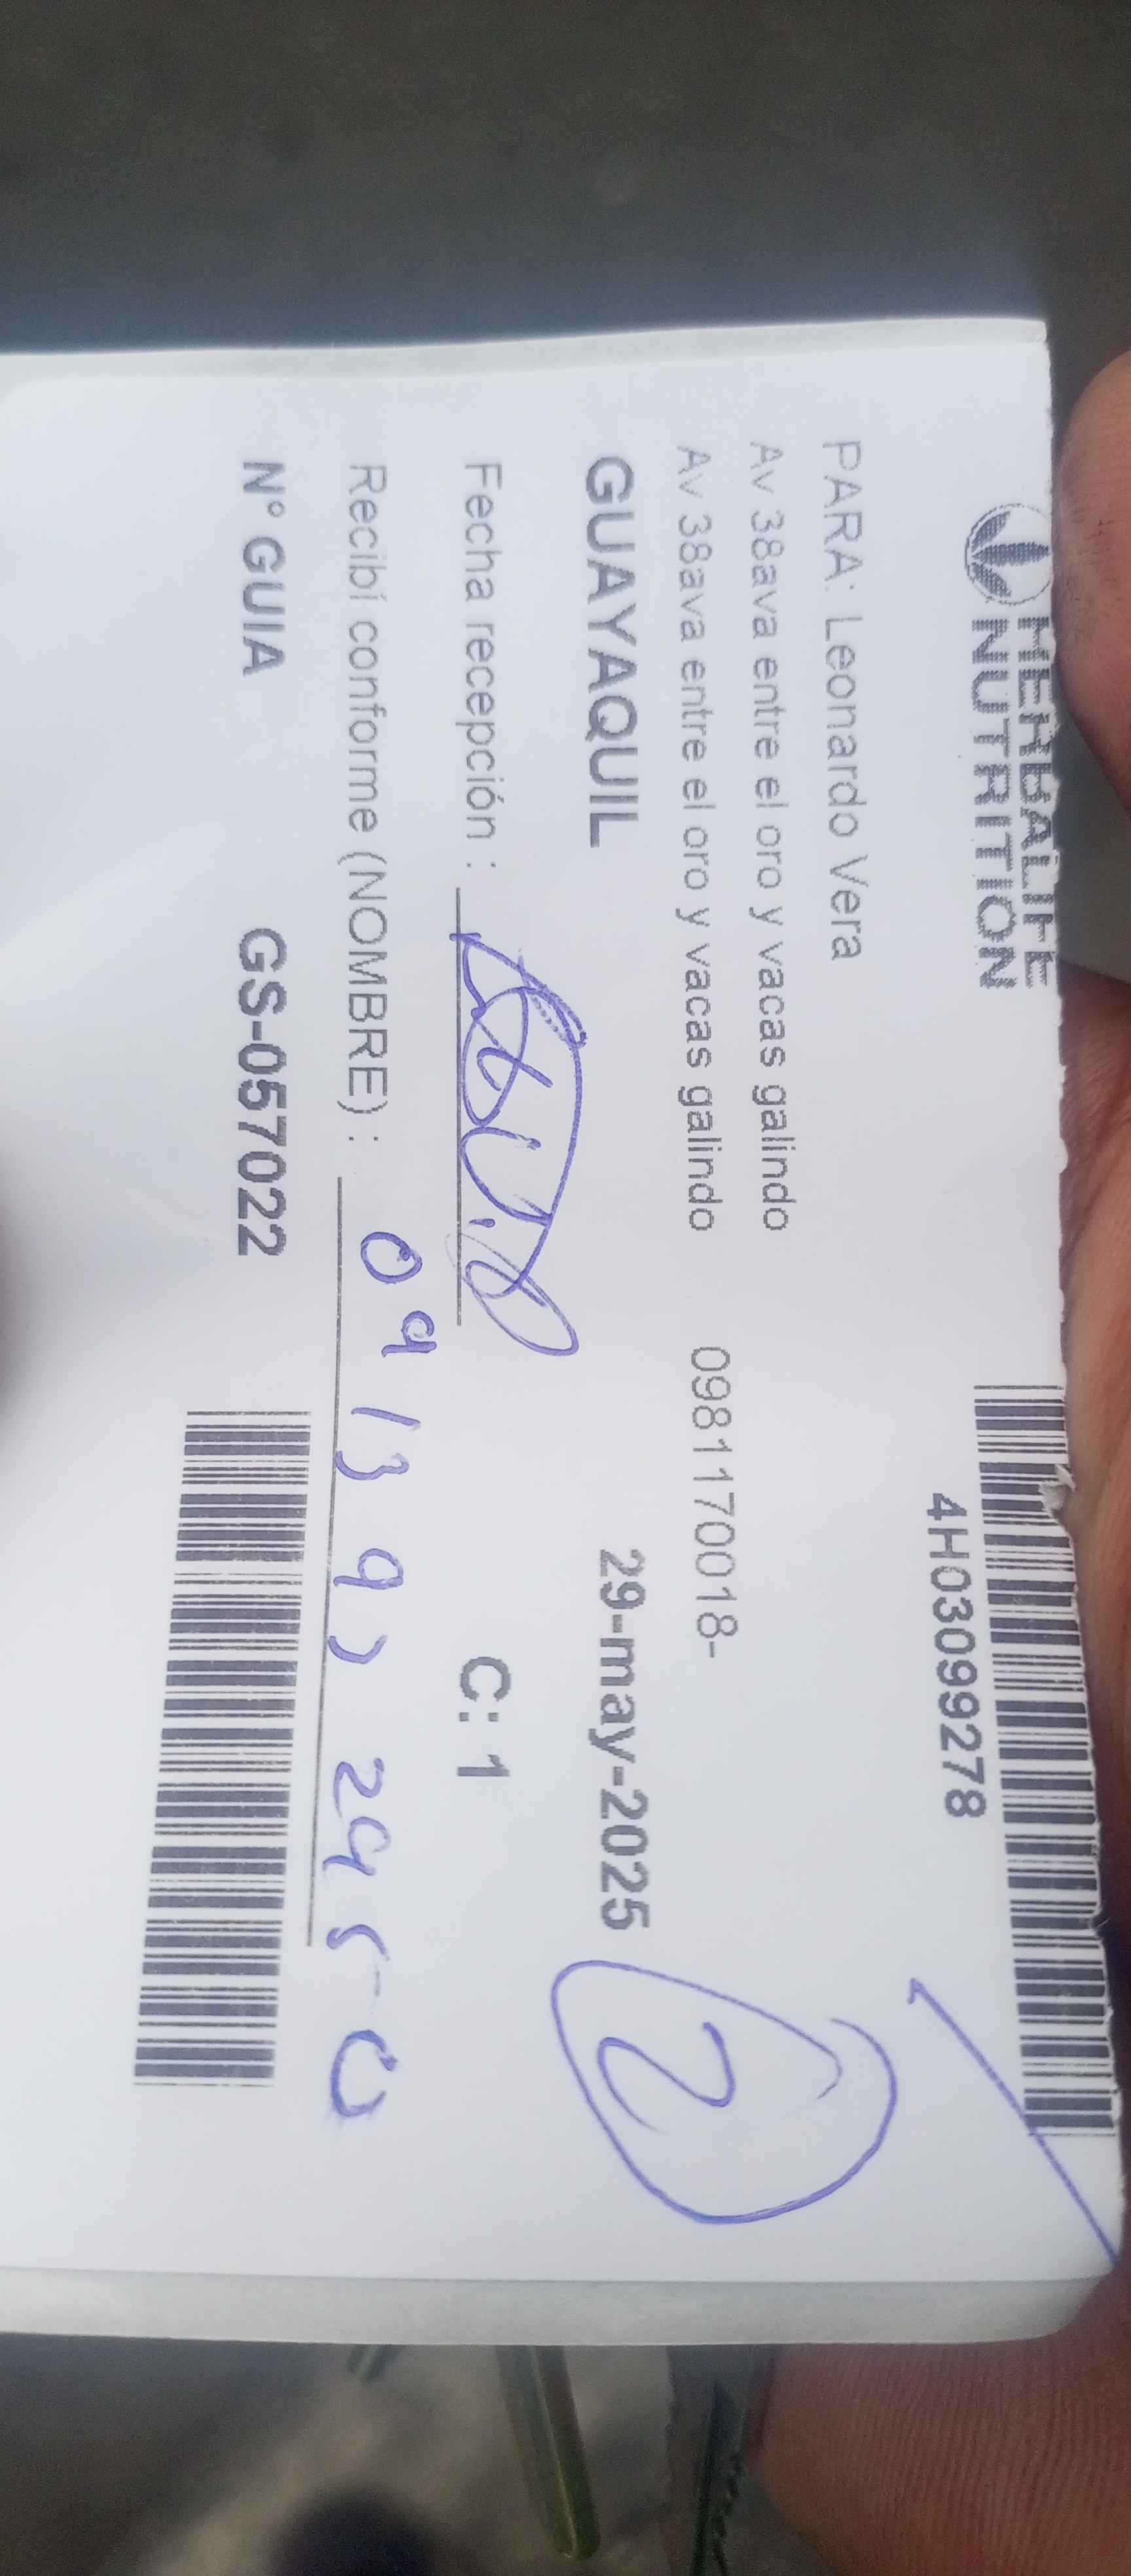 HERBALIFE
NUTRITION
4H03099278
PARA: Leonardo Vera
Av 38ava entre el oro y vacas galindo
Av 38ava entre el oro y vacas galindo 0981170018-
GUAYAQUIL 29-may-2025
2
Fecha recepción :
C: 1
Recibí conforme (NOMBRE) :
N° GUIA GS-057022